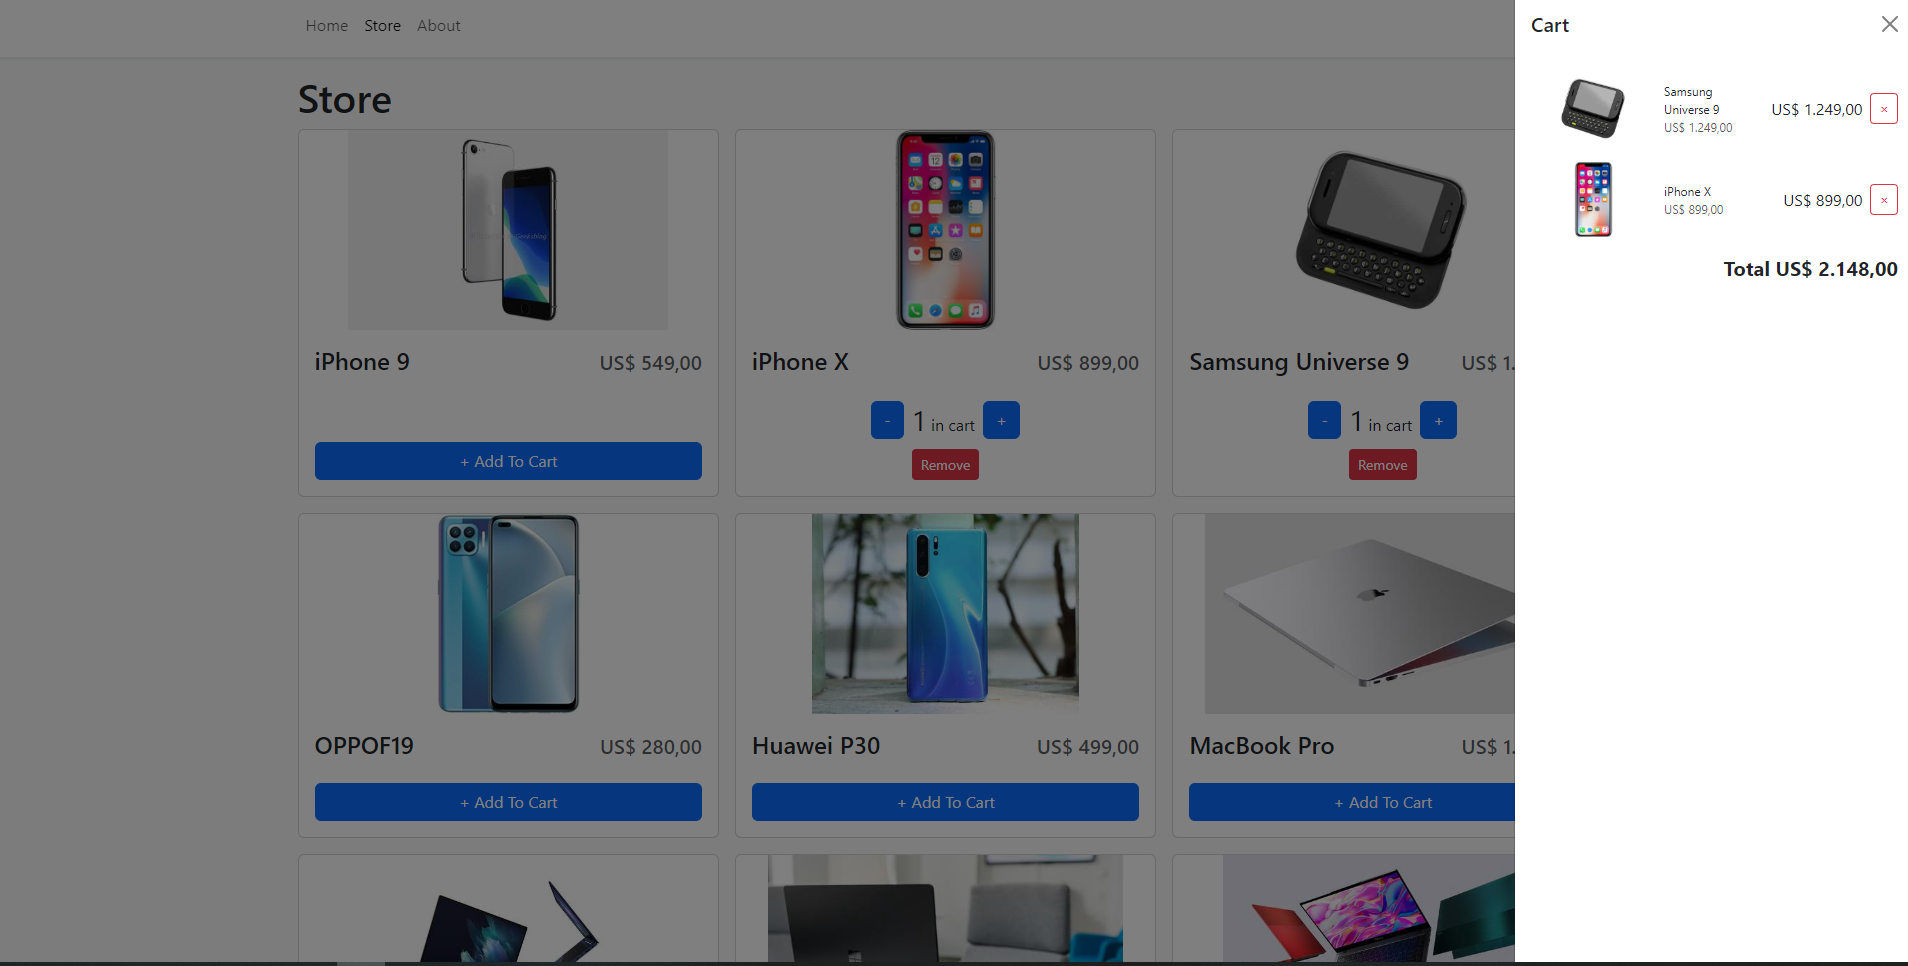 Home Store About
Store
iPhone 9 US$ 549,00
+ Add To Cart
iPhone X US$ 899,00
- 1 in cart +
Remove
Samsung Universe 9 US$ 1.
- 1 in cart +
Remove
OPPOF19 US$ 280,00
+ Add To Cart
Huawei P30 US$ 499,00
+ Add To Cart
MacBook Pro US$ 1.
+ Add To Cart
Cart
Samsung
Universe 9
US$ 1.249,00
US$ 1.249,00 ×
iPhone X
US$ 899,00
US$ 899,00 ×
Total US$ 2.148,00